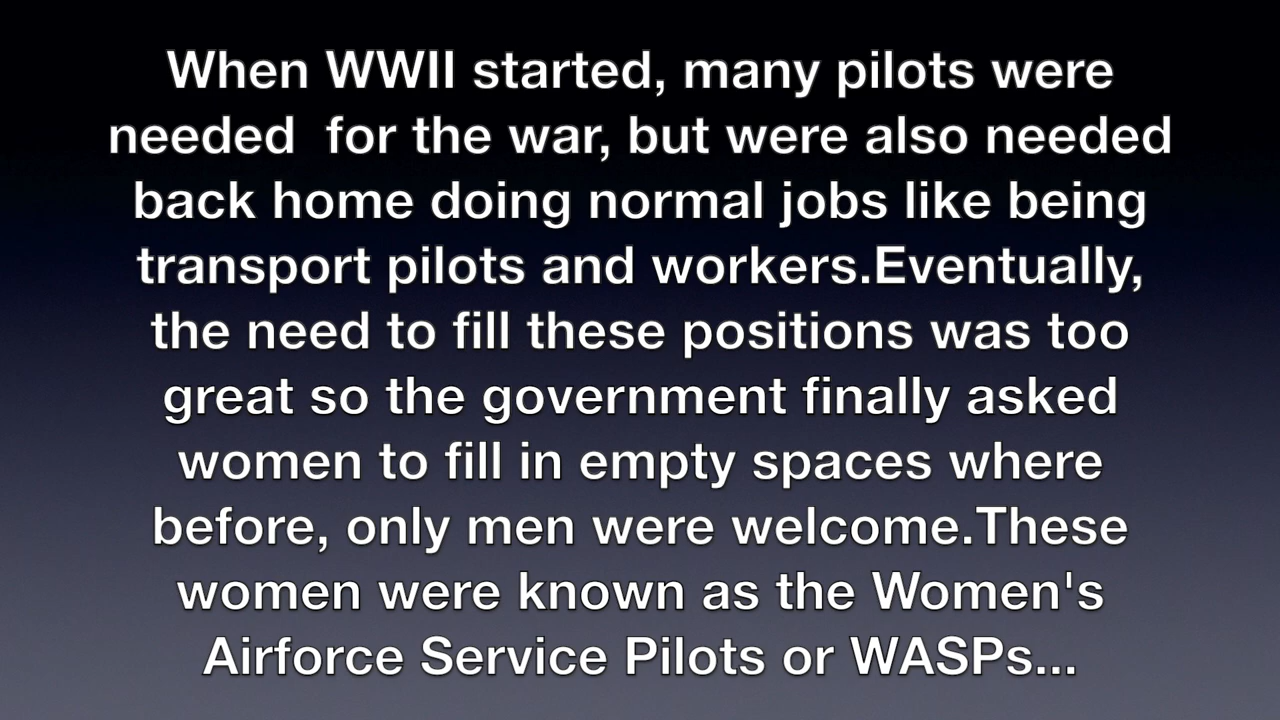 When WWII started, many pilots were
needed  for the war, but were also needed
back home doing normal jobs like being
transport pilots and workers.Eventually,
the need to fill these positions was too
great so the government finally asked
women to fill in empty spaces where
before, only men were welcome.These
women were known as the Women's
Airforce Service Pilots or WASPs...